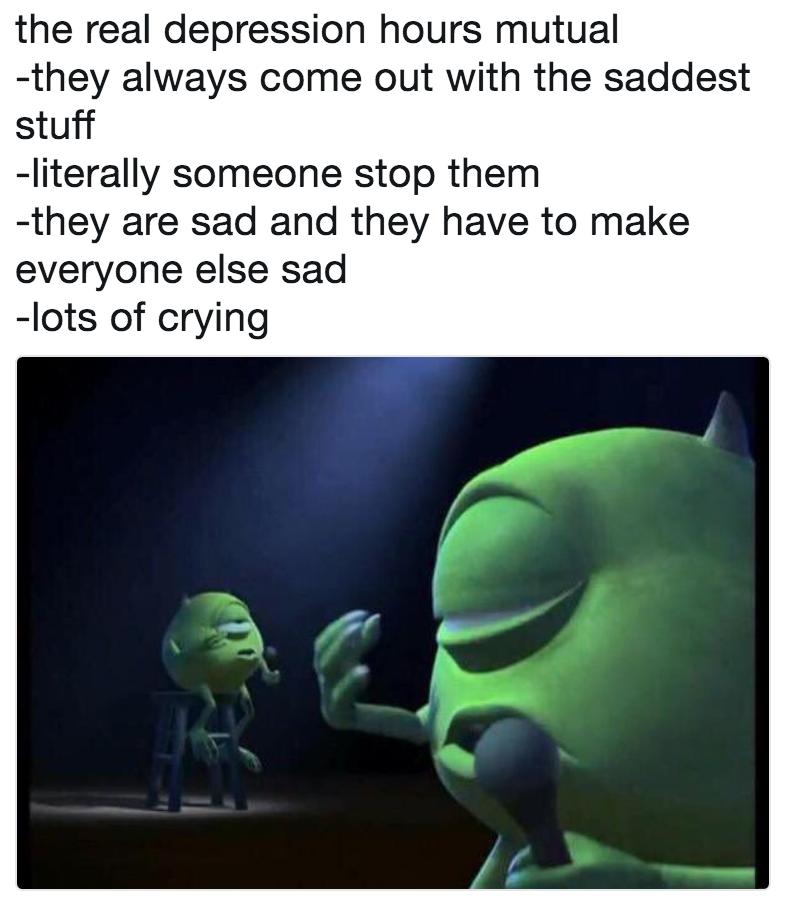 the real depression hours mutual
-they always come out with the saddest
stuff
-literally someone stop them
-they are sad and they have to make
everyone else sad
-lots of crying